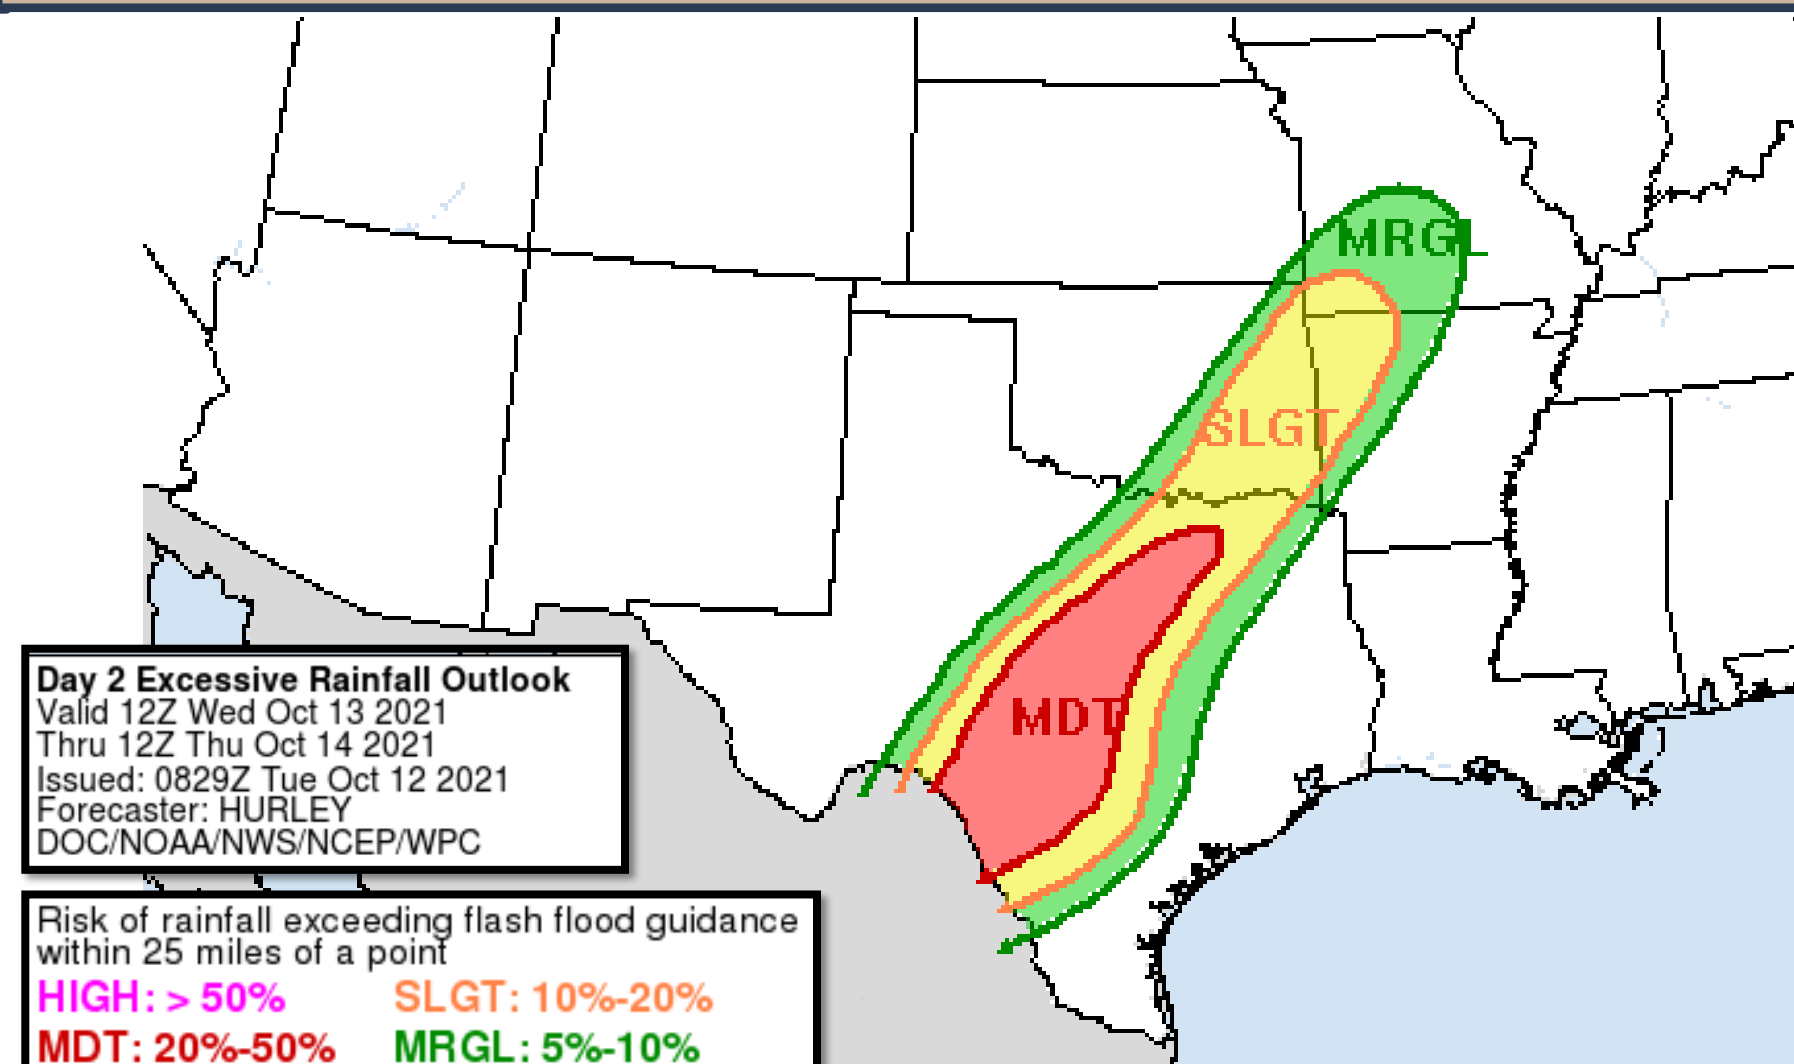 MRGL
SLGT
MDT
Day 2 Excessive Rainfall Outlook
Valid 12Z Wed Oct 13 2021
Thru 12Z Thu Oct 14 2021
Issued: 0829Z Tue Oct 12 2021
Forecaster: HURLEY
DOC/NOAA/NWS/NCEP/WPC
Risk of rainfall exceeding flash flood guidance
within 25 miles of a point
HIGH: > 50% SLGT: 10%-20%
MDT: 20%-50% MRGL: 5%-10%